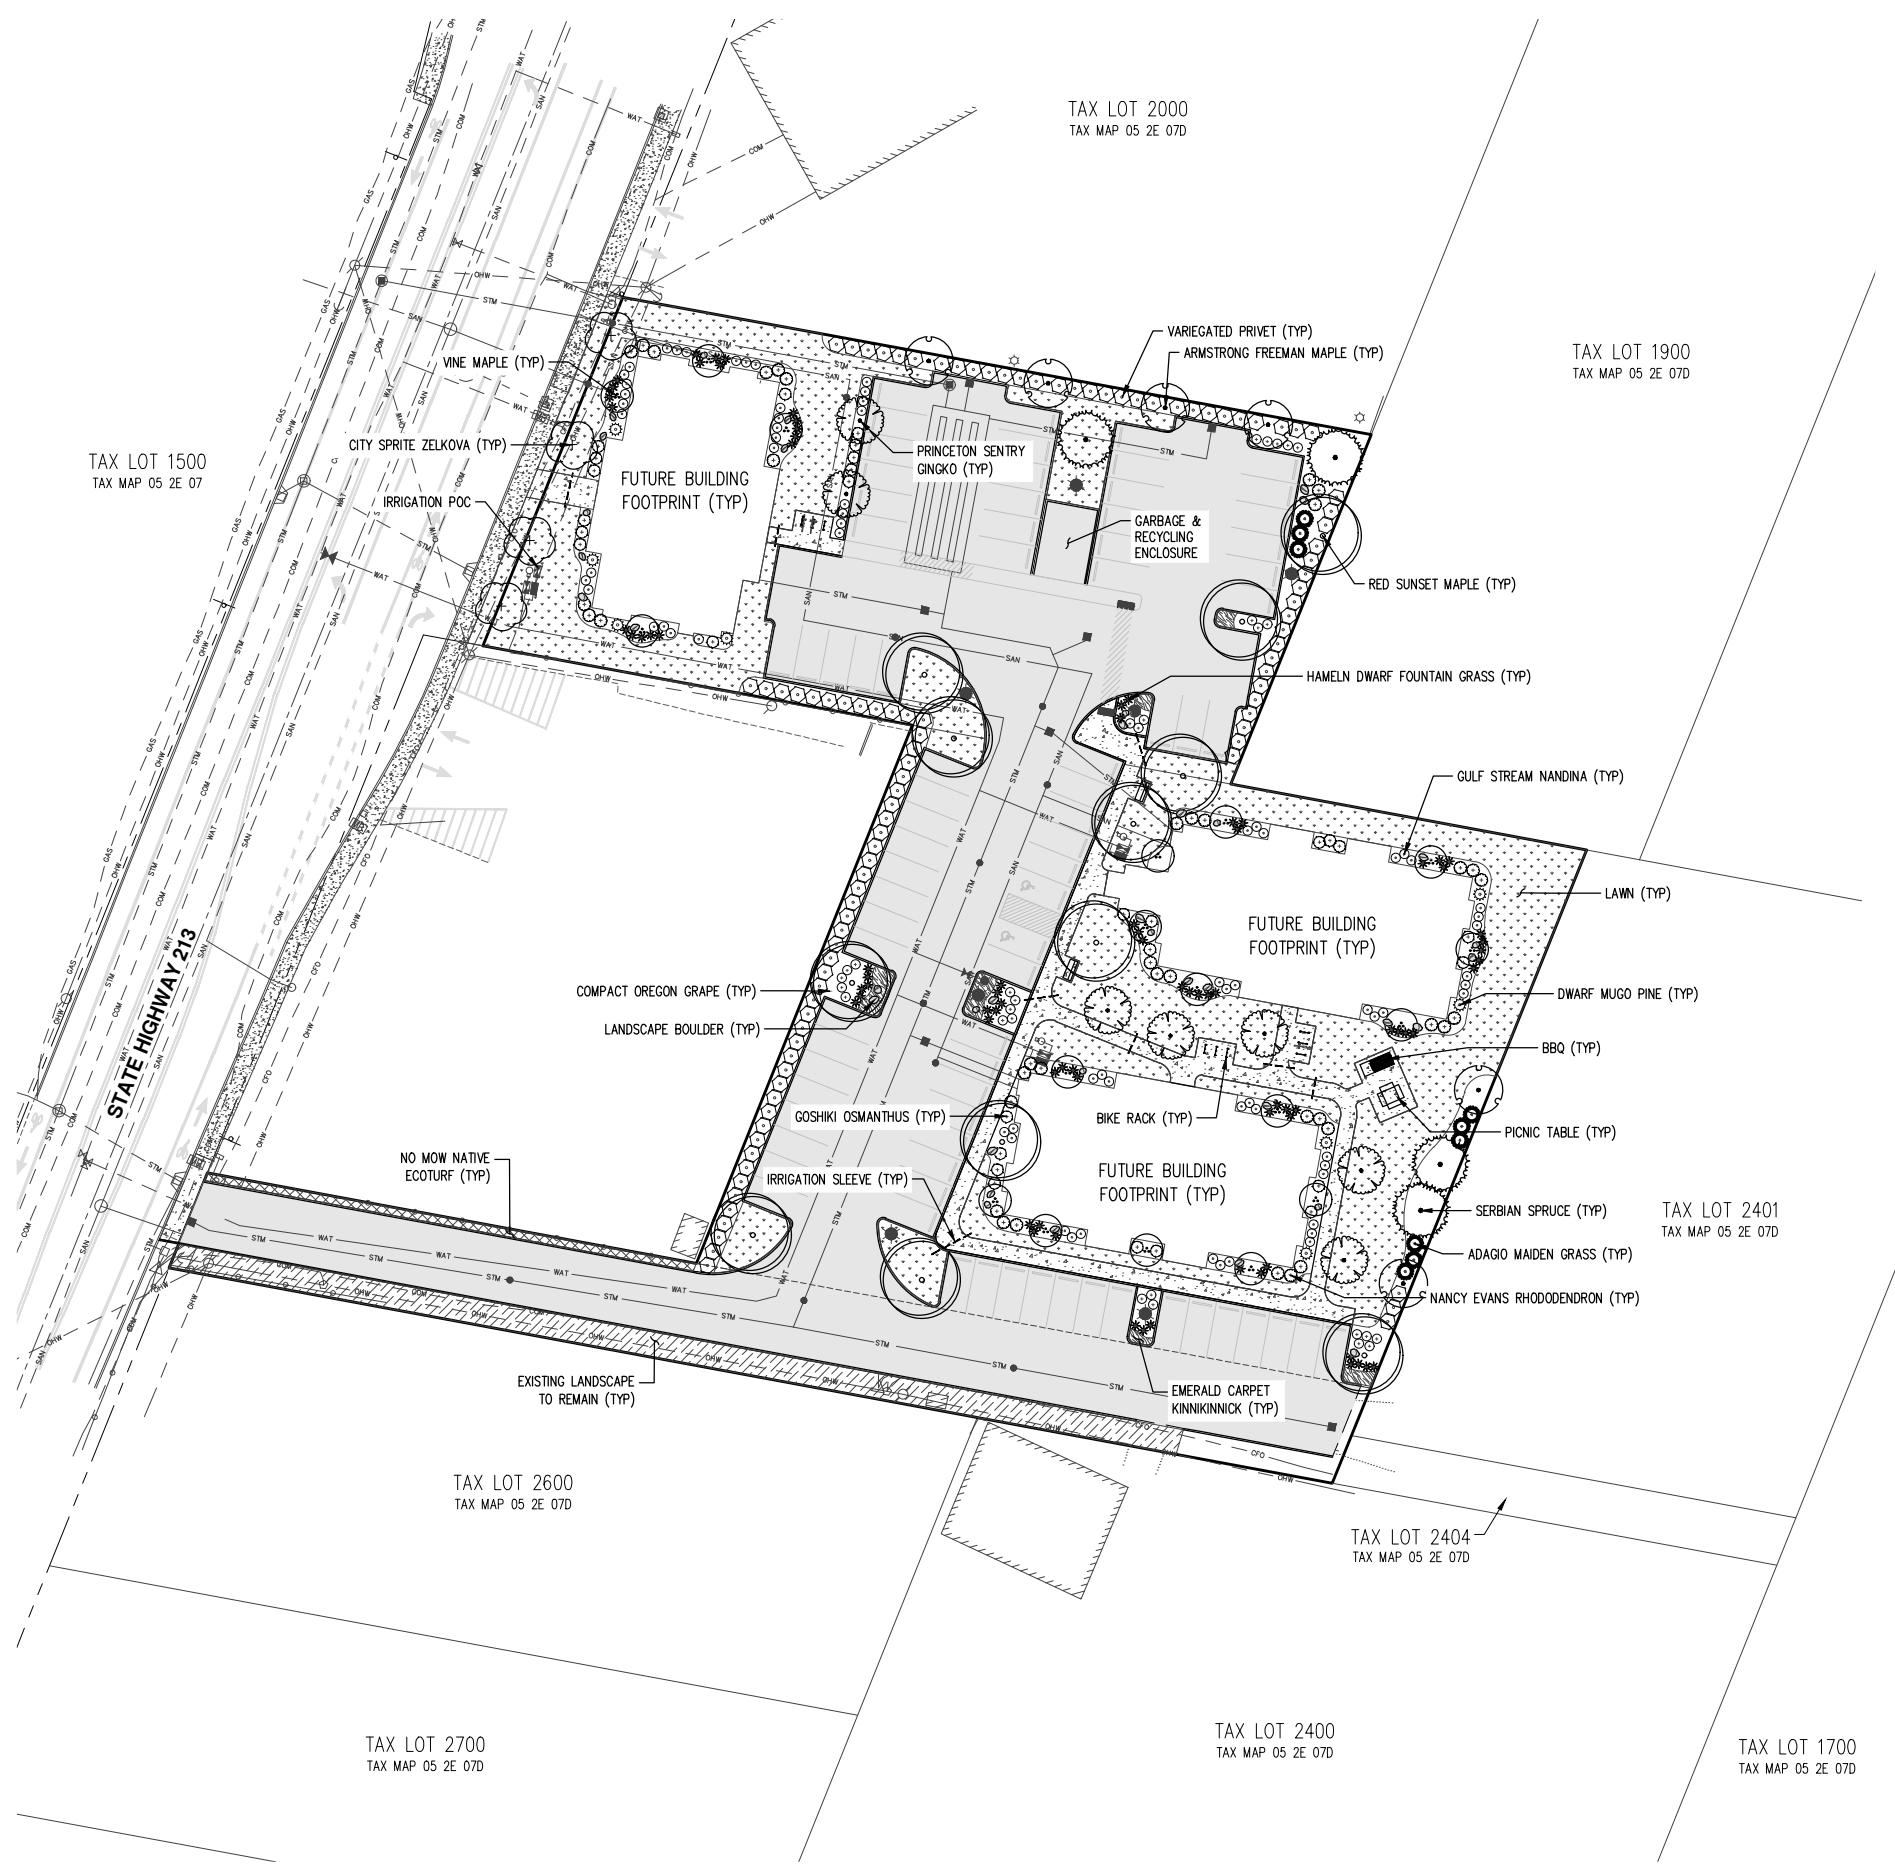 TAX LOT 2000
TAX MAP 05 2E 07D
VARIEGATED PRIVET (TYP)
ARMSTRONG FREEMAN MAPLE (TYP)
TAX LOT 1900
TAX MAP 05 2E 07D
VINE MAPLE (TYP)
CITY SPRITE ZELKOVA (TYP)
TAX LOT 1500
TAX MAP 05 2E 07
PRINCETON SENTRY
GINGKO (TYP)
FUTURE BUILDING
FOOTPRINT (TYP)
IRRIGATION POC
GARBAGE &
RECYCLING
ENCLOSURE
RED SUNSET MAPLE (TYP)
HAMELN DWARF FOUNTAIN GRASS (TYP)
GULF STREAM NANDINA (TYP)
LAWN (TYP)
FUTURE BUILDING
FOOTPRINT (TYP)
COMPACT OREGON GRAPE (TYP)
DWARF MUGO PINE (TYP)
LANDSCAPE BOULDER (TYP)
STATE HIGHWAY 213
BBQ (TYP)
GOSHIKI OSMANTHUS (TYP)
BIKE RACK (TYP)
PICNIC TABLE (TYP)
NO MOW NATIVE
ECOTURF (TYP)
FUTURE BUILDING
FOOTPRINT (TYP)
IRRIGATION SLEEVE (TYP)
SERBIAN SPRUCE (TYP)
TAX LOT 2401
TAX MAP 05 2E 07D
ADAGIO MAIDEN GRASS (TYP)
NANCY EVANS RHODODENDRON (TYP)
EXISTING LANDSCAPE
TO REMAIN (TYP)
EMERALD CARPET
KINNIKINNICK (TYP)
TAX LOT 2600
TAX MAP 05 2E 07D
TAX LOT 2404
TAX MAP 05 2E 07D
TAX LOT 2700
TAX MAP 05 2E 07D
TAX LOT 2400
TAX MAP 05 2E 07D
TAX LOT 1700
TAX MAP 05 2E 07D